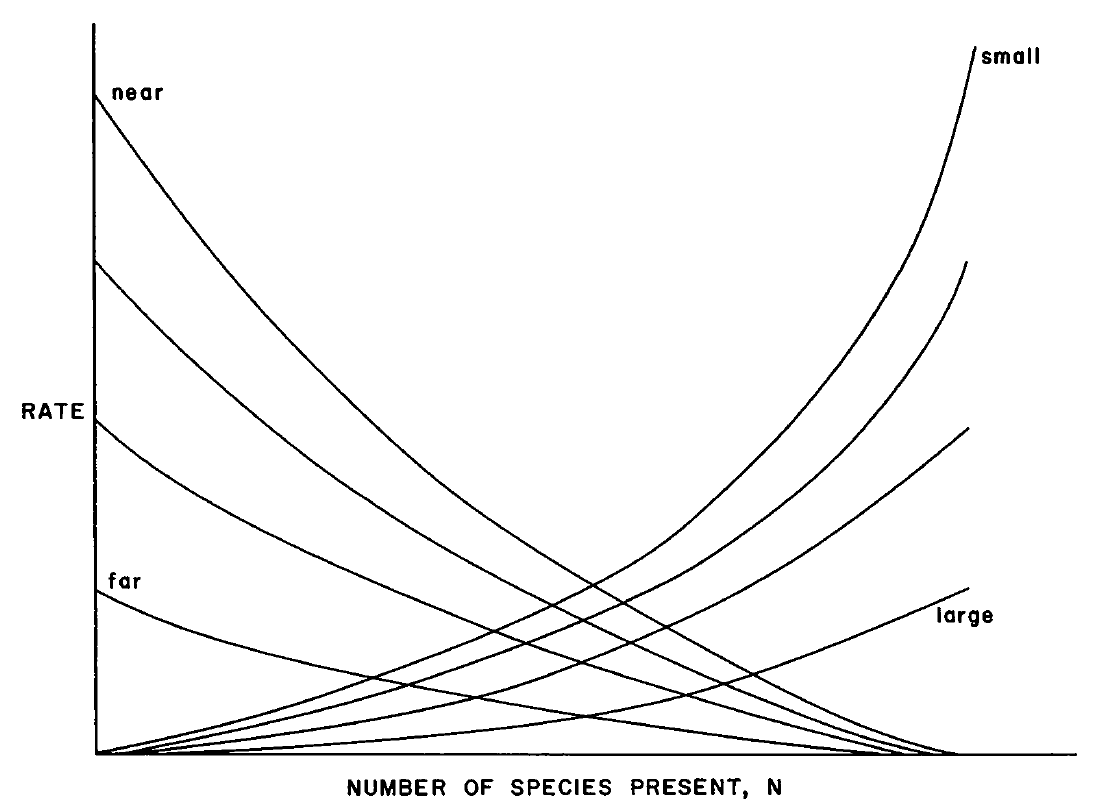 small
near
RATE
far
large
NUMBER OF SPECIES PRESENT, N